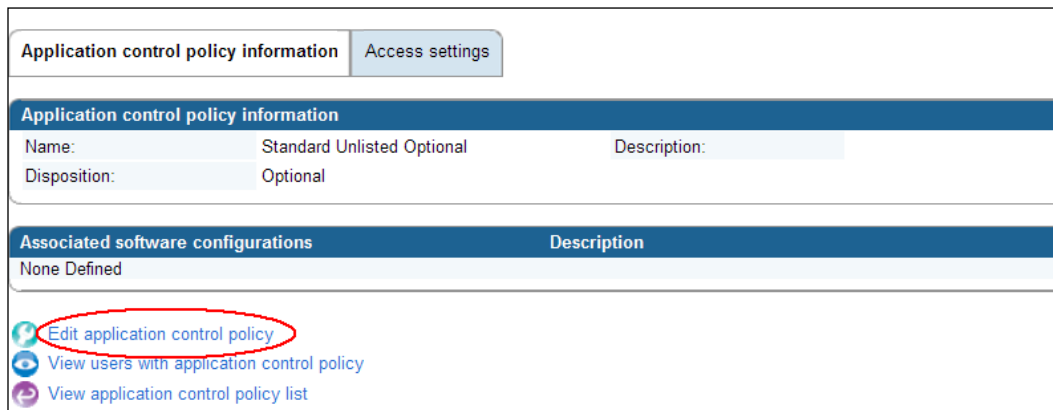 Application control policy information Access settings
Application control policy information
Name: Standard Unlisted Optional Description:
Disposition: Optional
Associated software configurations Description
None Defined
Edit application control policy
View users with application control policy
View application control policy list